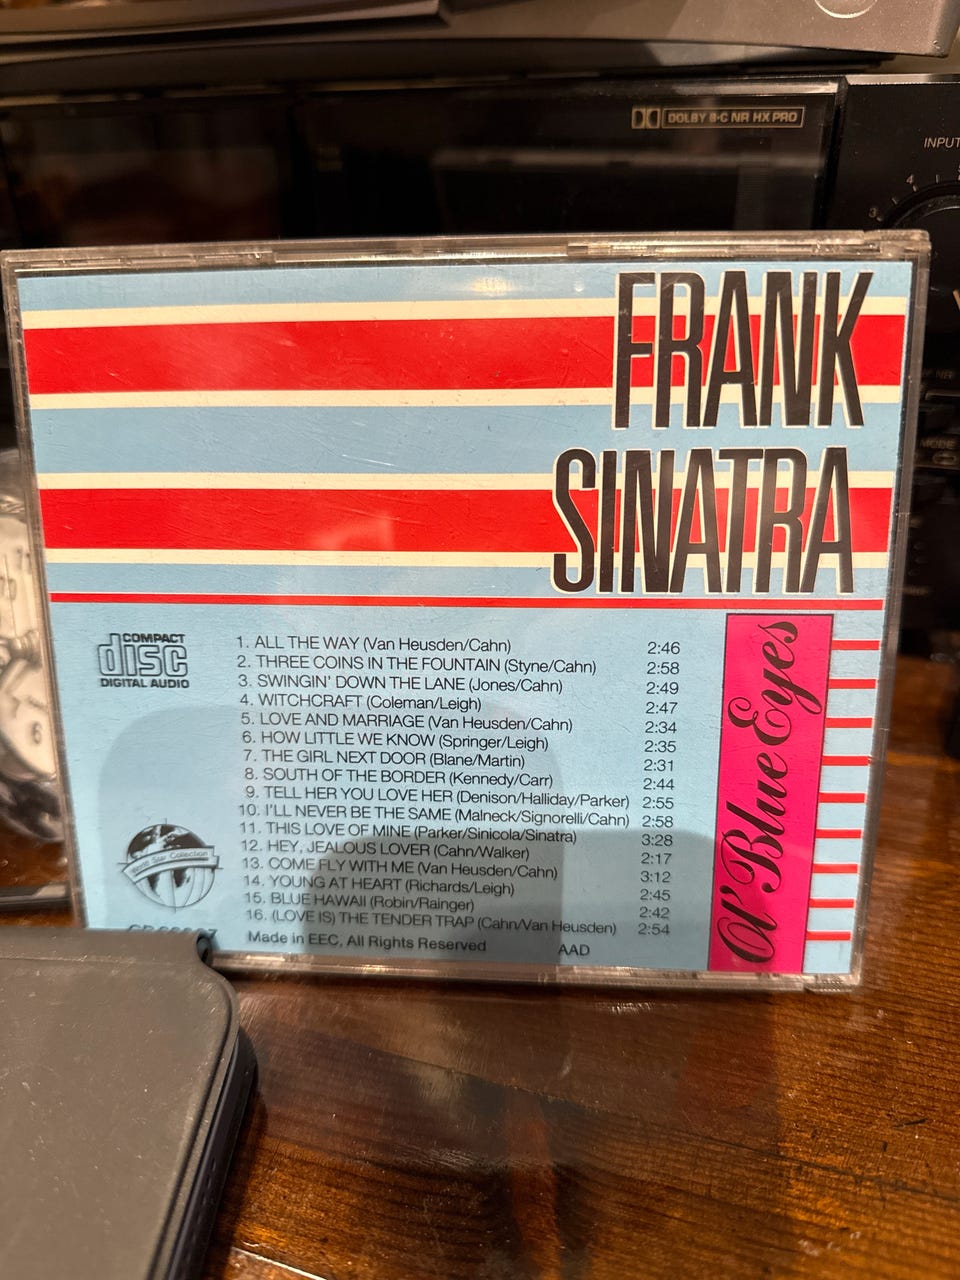 DOLBY B·C NR HX PRO
INPUT
4
3
FRANK
SINATRA
MODE
COMPACT
disc
DIGITAL AUDIO
1. ALL THE WAY (Van Heusden/Cahn) 2:46
2. THREE COINS IN THE FOUNTAIN (Styne/Cahn) 2:58
3. SWINGIN' DOWN THE LANE (Jones/Cahn) 2:49
4. WITCHCRAFT (Coleman/Leigh) 2:47
5. LOVE AND MARRIAGE (Van Heusden/Cahn) 2:34
6. HOW LITTLE WE KNOW (Springer/Leigh) 2:35
7. THE GIRL NEXT DOOR (Blane/Martin) 2:31
8. SOUTH OF THE BORDER (Kennedy/Carr) 2:44
9. TELL HER YOU LOVE HER (Denison/Halliday/Parker) 2:55
10. I'LL NEVER BE THE SAME (Malneck/Signorelli/Cahn) 2:58
11. THIS LOVE OF MINE (Parker/Sinicola/Sinatra) 3:28
12. HEY, JEALOUS LOVER (Cahn/Walker) 2:17
13. COME FLY WITH ME (Van Heusden/Cahn) 3:12
14. YOUNG AT HEART (Richards/Leigh) 2:45
15. BLUE HAWAII (Robin/Rainger) 2:42
16. (LOVE IS) THE TENDER TRAP (Cahn/Van Heusden) 2:54
Made in EEC, All Rights Reserved AAD
World Star Collection
Ol' Blue Eyes
6